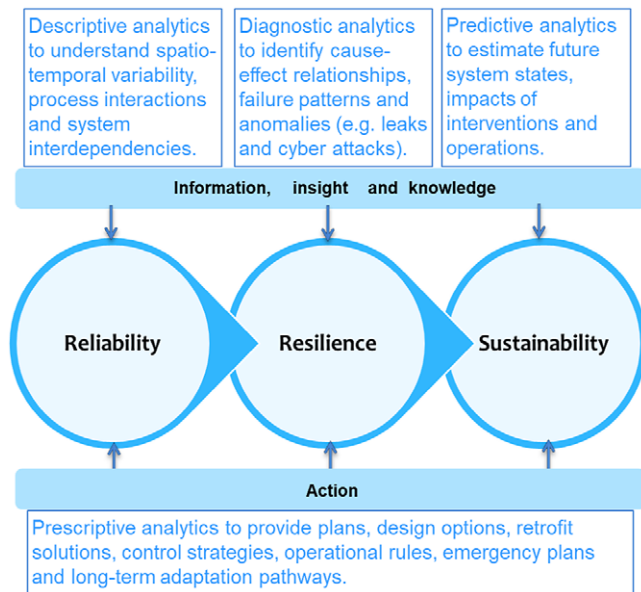 Descriptive analytics
to understand spatio-
temporal variability,
process interactions
and system
interdependencies.
Diagnostic analytics
to identify cause-
effect relationships,
failure patterns and
anomalies (e.g. leaks
and cyber attacks).
Predictive analytics
to estimate future
system states,
impacts of
interventions and
operations.
Information, insight and knowledge
Reliability
Resilience
Sustainability
Action
Prescriptive analytics to provide plans, design options, retrofit
solutions, control strategies, operational rules, emergency plans
and long-term adaptation pathways.